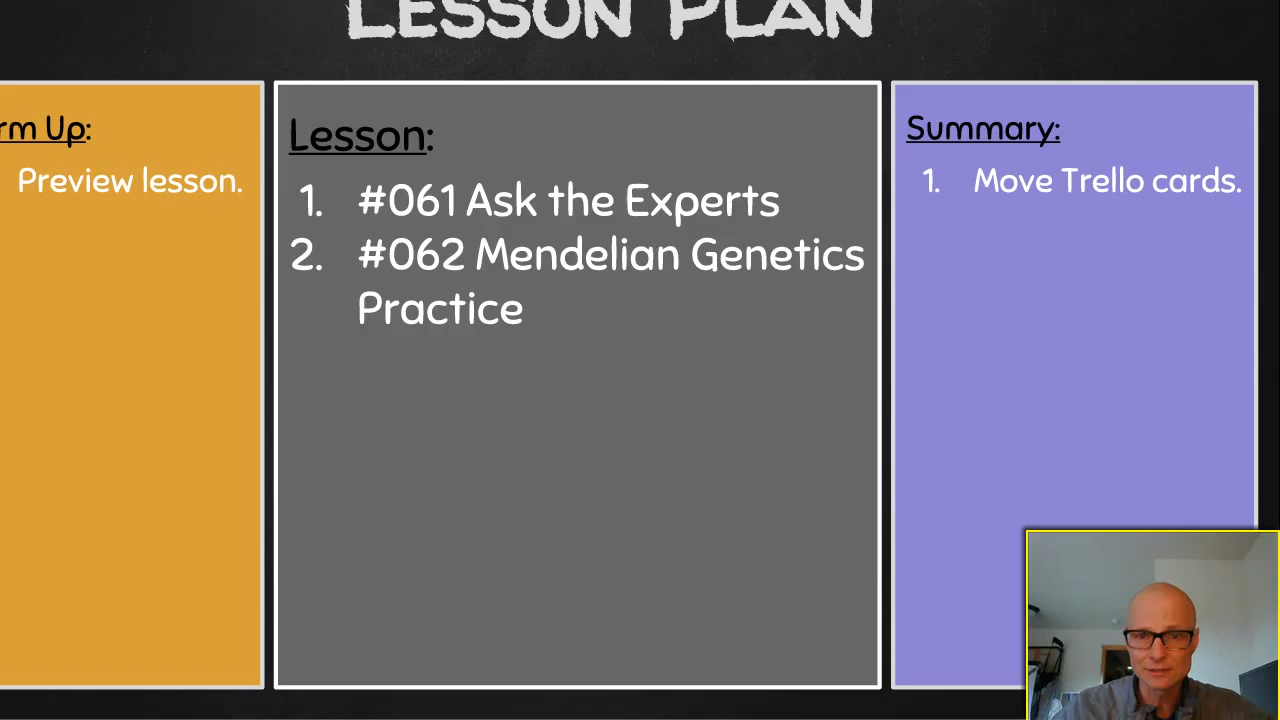 LESSON PLAN
rm Up:
Preview lesson.
Lesson:
1. #061 Ask the Experts
2. #062 Mendelian Genetics
Practice
Summary:
1. Move Trello cards.